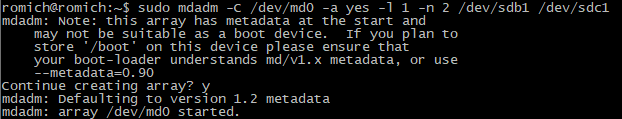 romich@romich:~$ sudo mdadm -C /dev/md0 -a yes -l 1 -n 2 /dev/sdb1 /dev/sdc1
mdadm: Note: this array has metadata at the start and
    may not be suitable as a boot device.  If you plan to
    store '/boot' on this device please ensure that
    your boot-loader understands md/v1.x metadata, or use
    --metadata=0.90
Continue creating array? y
mdadm: Defaulting to version 1.2 metadata
mdadm: array /dev/md0 started.